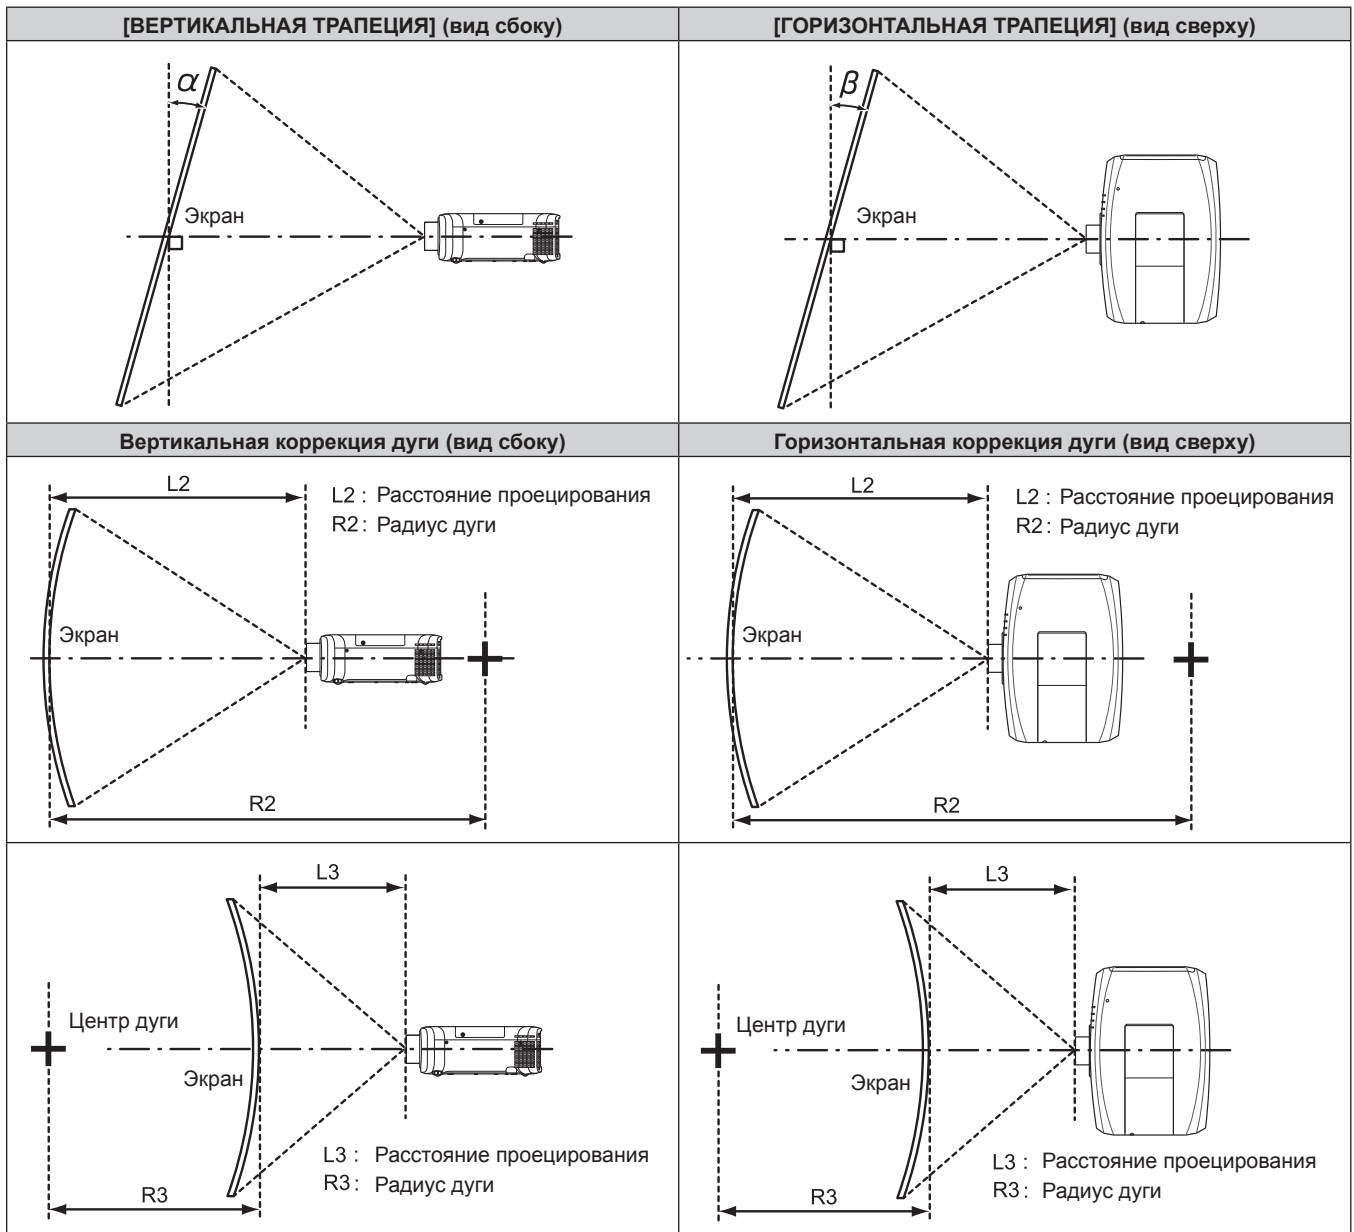 [ВЕРТИКАЛЬНАЯ ТРАПЕЦИЯ] (вид сбоку)
[ГОРИЗОНТАЛЬНАЯ ТРАПЕЦИЯ] (вид сверху)
α
Экран
β
Экран
Вертикальная коррекция дуги (вид сбоку)
Горизонтальная коррекция дуги (вид сверху)
L2
L2 : Расстояние проецирования
R2 : Радиус дуги
Экран
R2
L2
L2 : Расстояние проецирования
R2 : Радиус дуги
Экран
R2
L3
Центр дуги
Экран
L3 : Расстояние проецирования
R3 : Радиус дуги
R3
L3
Центр дуги
Экран
L3 : Расстояние проецирования
R3 : Радиус дуги
R3